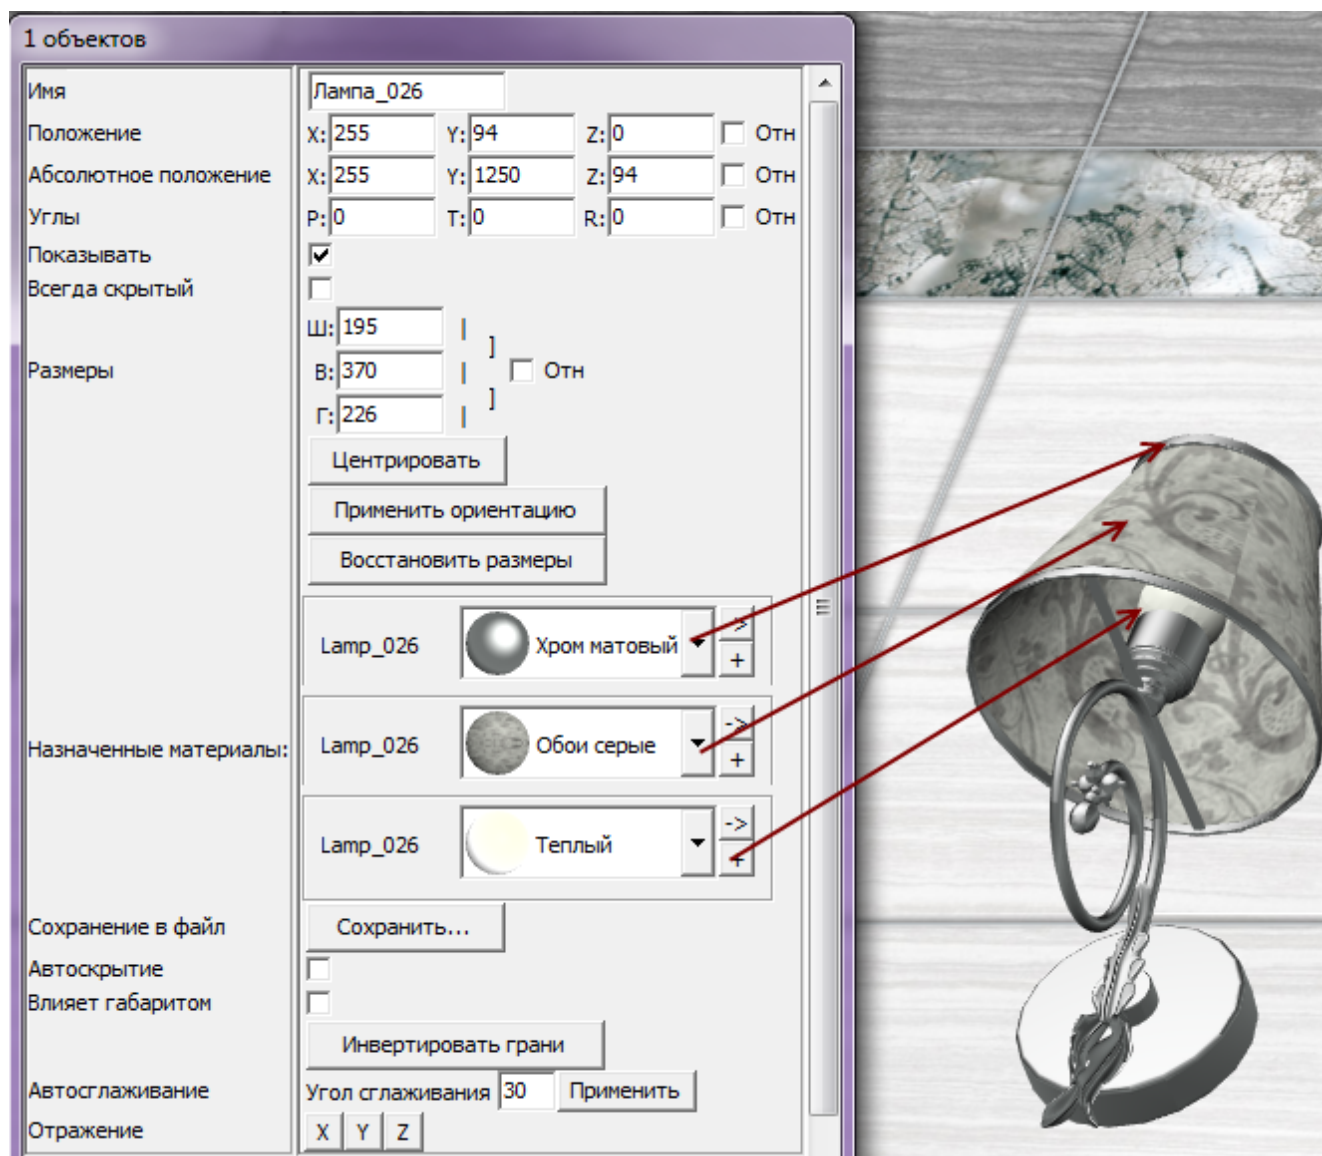 1 объектов
Имя Лампа_026
Положение X: 255 Y: 94 Z: 0 Отн
Абсолютное положение X: 255 Y: 1250 Z: 94 Отн
Углы P: 0 T: 0 R: 0 Отн
Показывать
Всегда скрытый
Ш: 195
Размеры В: 370 Отн
Г: 226
Центрировать
Применить ориентацию
Восстановить размеры
Lamp_026 Хром матовый ->
+
Назначенные материалы: Lamp_026 Обои серые ->
+
Lamp_026 Теплый ->
+
Сохранение в файл Сохранить...
Автоскрытие
Влияет габаритом
Инвертировать грани
Автосглаживание Угол сглаживания 30 Применить
Отражение X Y Z